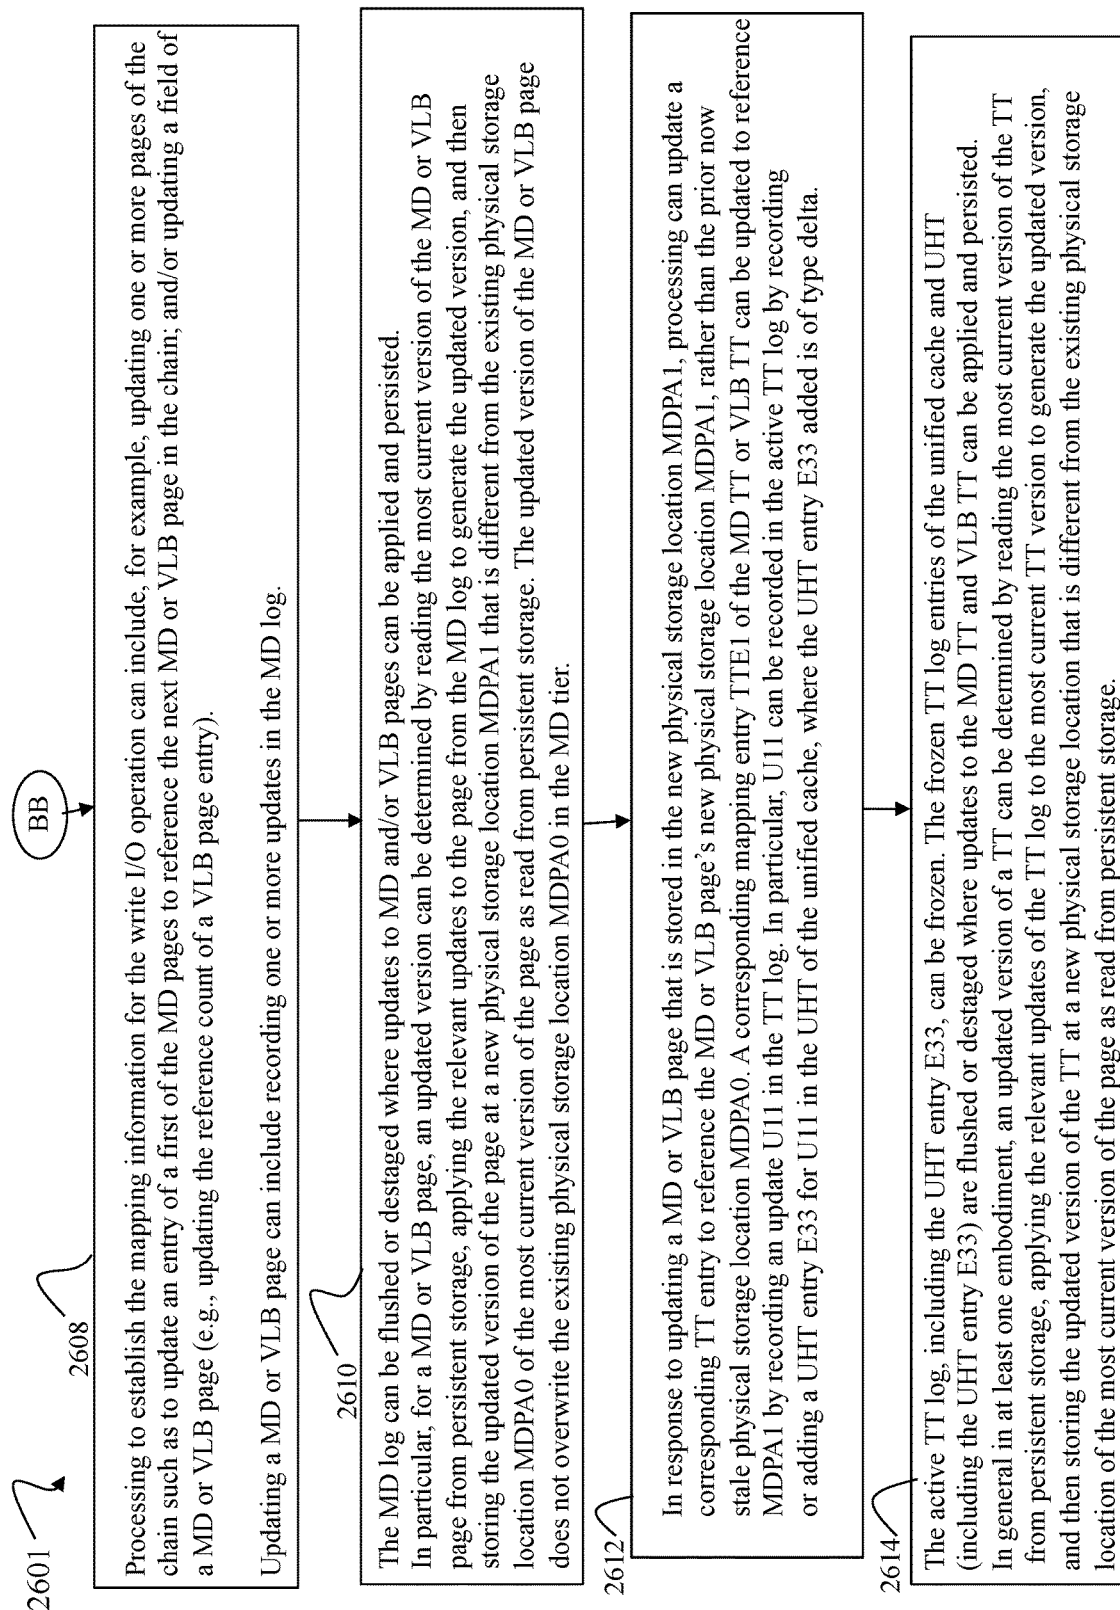 2601
BB
2608
Processing to establish the mapping information for the write I/O operation can include, for example, updating one or more pages of the
chain such as to update an entry of a first of the MD pages to reference the next MD or VLB page in the chain; and/or updating a field of
a MD or VLB page (e.g., updating the reference count of a VLB page entry).
Updating a MD or VLB page can include recording one or more updates in the MD log.
2610
The MD log can be flushed or destaged where updates to MD and/or VLB pages can be applied and persisted.
In particular, for a MD or VLB page, an updated version can be determined by reading the most current version of the MD or VLB
page from persistent storage, applying the relevant updates to the page from the MD log to generate the updated version, and then
storing the updated version of the page at a new physical storage location MDPA1 that is different from the existing physical storage
location MDPA0 of the most current version of the page as read from persistent storage. The updated version of the MD or VLB page
does not overwrite the existing physical storage location MDPA0 in the MD tier.
2612
In response to updating a MD or VLB page that is stored in the new physical storage location MDPA1, processing can update a
corresponding TT entry to reference the MD or VLB page's new physical storage location MDPA1, rather than the prior now
stale physical storage location MDPA0. A corresponding mapping entry TTE1 of the MD TT or VLB TT can be updated to reference
MDPA1 by recording an update U11 in the TT log. In particular, U11 can be recorded in the active TT log by recording
or adding a UHT entry E33 for U11 in the UHT of the unified cache, where the UHT entry E33 added is of type delta.
2614
The active TT log, including the UHT entry E33, can be frozen. The frozen TT log entries of the unified cache and UHT
(including the UHT entry E33) are flushed or destaged where updates to the MD TT and VLB TT can be applied and persisted.
In general in at least one embodiment, an updated version of a TT can be determined by reading the most current version of the TT
from persistent storage, applying the relevant updates of the TT log to the most current TT version to generate the updated version,
and then storing the updated version of the TT at a new physical storage location that is different from the existing physical storage
location of the most current version of the page as read from persistent storage.